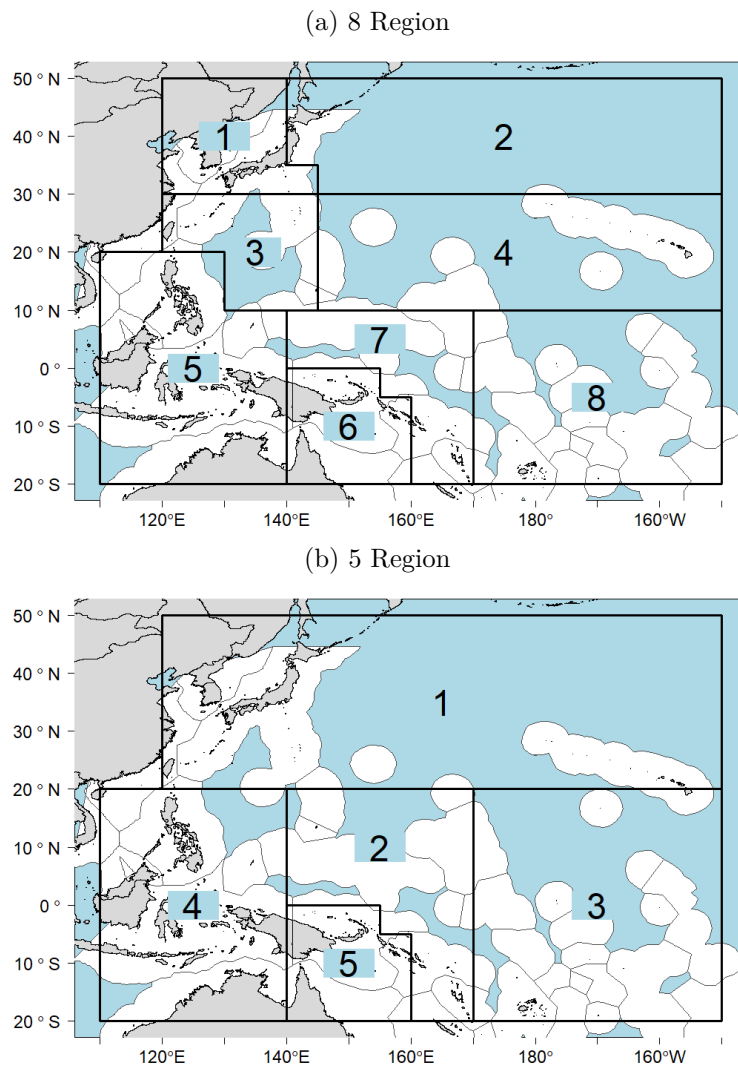 (a) 8 Region
50 ° N
40 ° N
30 ° N
20 ° N
10 ° N
0 °
10 ° S
20 ° S
1
2
3
4
7
5
8
6
120°E
140°E
160°E
180°
160°W
(b) 5 Region
50 ° N
40 ° N
30 ° N
20 ° N
10 ° N
0 °
10 ° S
20 ° S
1
2
4
3
5
120°E
140°E
160°E
180°
160°W